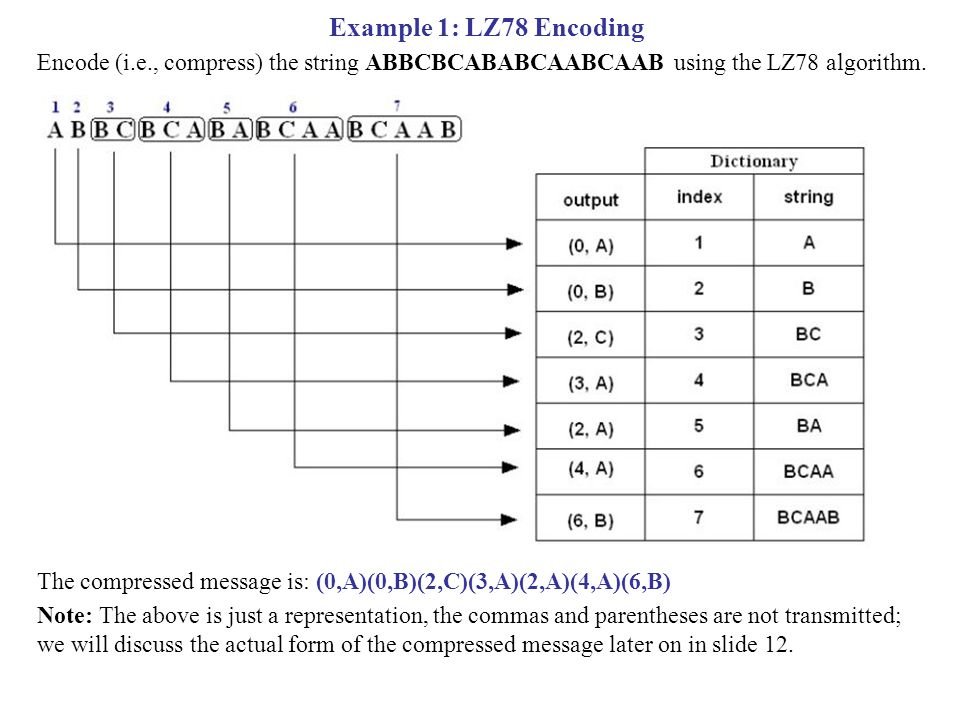 Example 1: LZ78 Encoding
Encode (i.e., compress) the string ABBCBCABABCAABCAAB using the LZ78 algorithm.
1 2 3 4 5 6 7
A B B C B C A B A B C A A B C A A B
Dictionary
output index string
(0, A) 1 A
(0, B) 2 B
(2, C) 3 BC
(3, A) 4 BCA
(2, A) 5 BA
(4, A) 6 BCAA
(6, B) 7 BCAAB
The compressed message is: (0,A)(0,B)(2,C)(3,A)(2,A)(4,A)(6,B)
Note: The above is just a representation, the commas and parentheses are not transmitted;
we will discuss the actual form of the compressed message later on in slide 12.